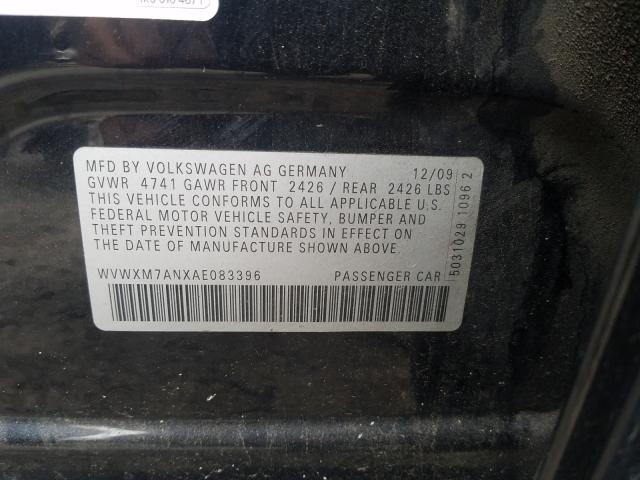 MFD BY VOLKSWAGEN AG GERMANY 12/09
GVWR 4741 GAWR FRONT 2426 / REAR 2426 LBS
THIS VEHICLE CONFORMS TO ALL APPLICABLE U.S.
FEDERAL MOTOR VEHICLE SAFETY, BUMPER AND
THEFT PREVENTION STANDARDS IN EFFECT ON
THE DATE OF MANUFACTURE SHOWN ABOVE.
WVWXM7ANXAE083396 PASSENGER CAR
5031029 1096 2